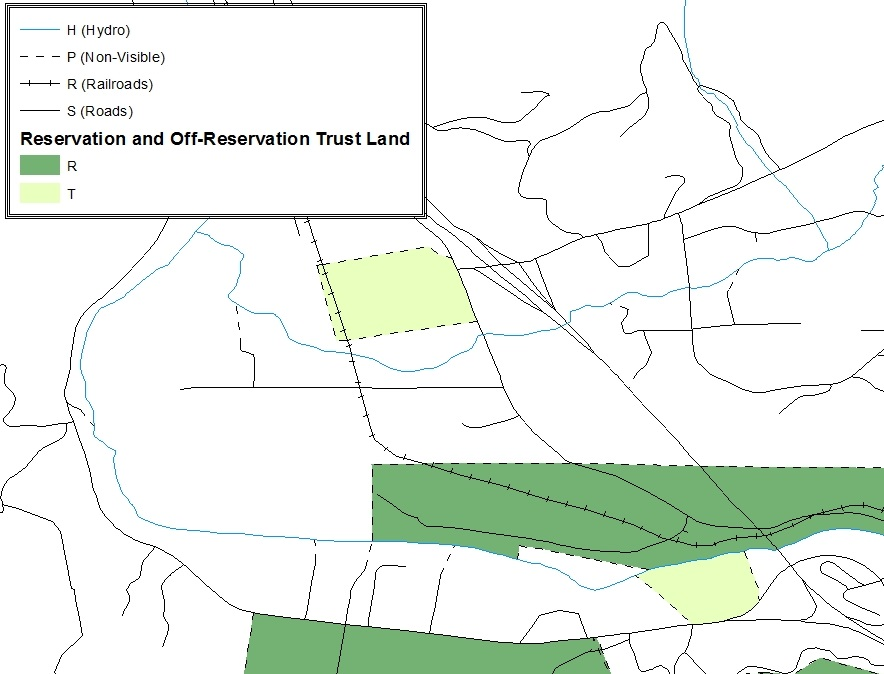 H (Hydro)
P (Non-Visible)
R (Railroads)
S (Roads)
Reservation and Off-Reservation Trust Land
R
T